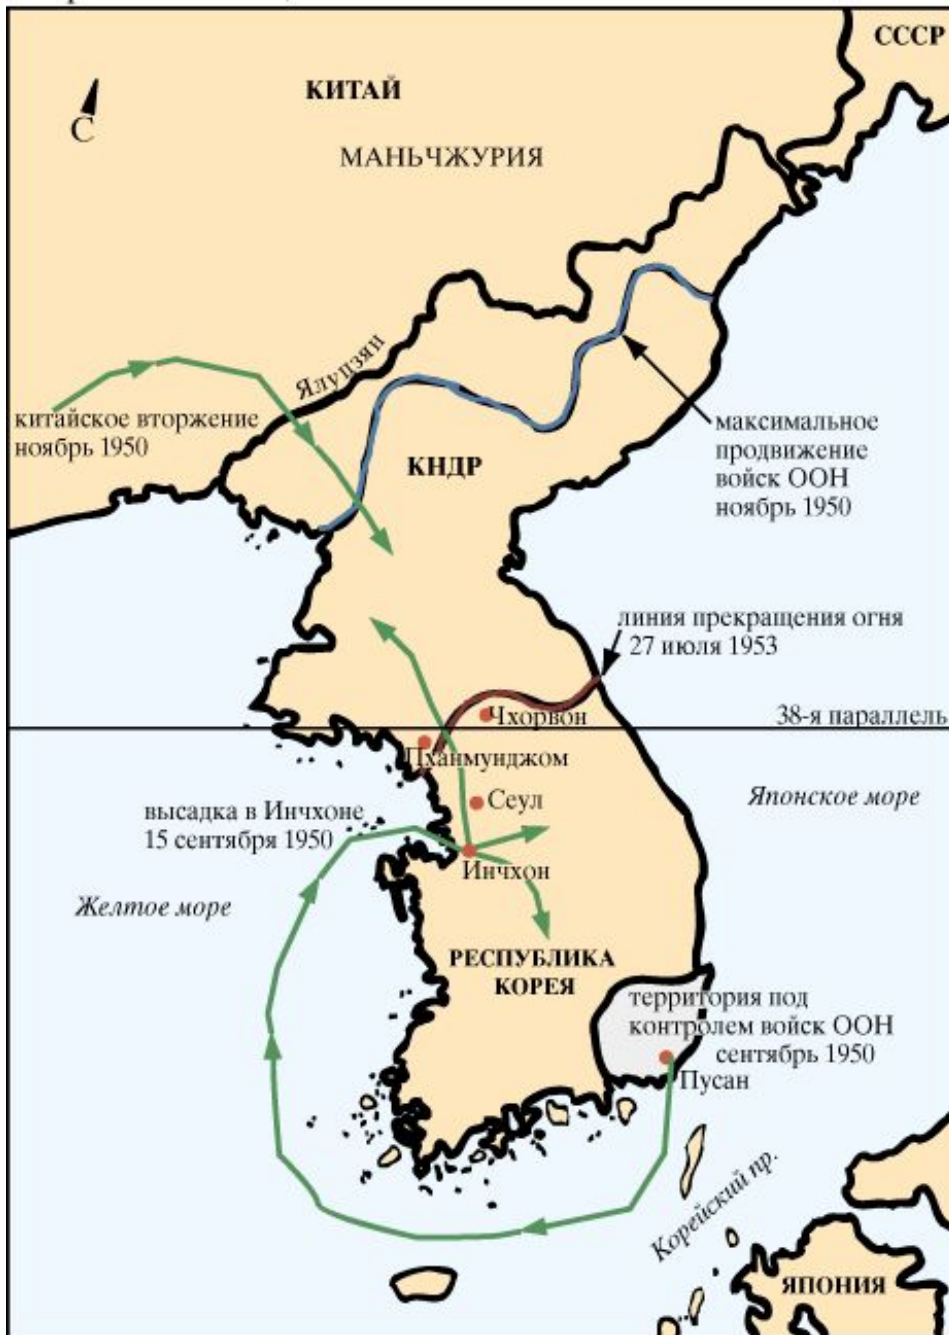 СССР
КИТАЙ
С
МАНЬЧЖУРИЯ
Ялуцзян
китайское вторжение
ноябрь 1950
КНДР
максимальное
продвижение
войск ООН
ноябрь 1950
линия прекращения огня
27 июля 1953
Чхорвон
38-я параллель
Пханмунджом
Сеул
Японское море
высадка в Инчхоне
15 сентября 1950
Инчхон
Желтое море
РЕСПУБЛИКА
КОРЕЯ
территория под
контролем войск ООН
сентябрь 1950
Пусан
Корейский пр.
ЯПОНИЯ